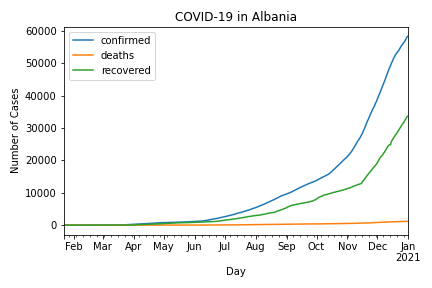 COVID-19 in Albania
confirmed
deaths
recovered
Number of Cases
60000
50000
40000
30000
20000
10000
0
Feb Mar Apr May Jun Jul Aug Sep Oct Nov Dec Jan
2021
Day